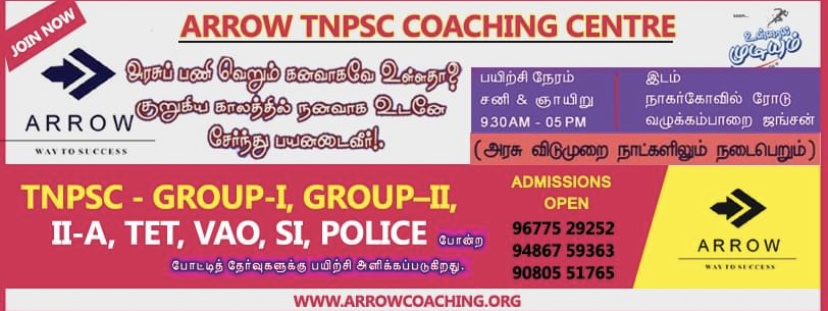 JOIN NOW
ARROW TNPSC COACHING CENTRE
உன்னால்
முடியும்
ARROW
WAY TO SUCCESS
அரசுப் பணி வெறும் கனவாகவே உள்ளதா?
குறுகிய காலத்தில் நனவாக உடனே
சேர்ந்து பயனடைவீர்!.
பயிற்சி நேரம்
சனி & ஞாயிறு
9.30 AM - 05 PM
இடம்
நாகர்கோவில் ரோடு
வழுக்கம்பாறை ஜங்சன்
(அரசு விடுமுறை நாட்களிலும் நடைபெறும்)
TNPSC - GROUP-I, GROUP–II,
II-A, TET, VAO, SI, POLICE போன்ற
போட்டித் தேர்வுகளுக்கு பயிற்சி அளிக்கப்படுகிறது.
ADMISSIONS
OPEN
96775 29252
94867 59363
90805 51765
ARROW
WAY TO SUCCESS
WWW.ARROWCOACHING.ORG